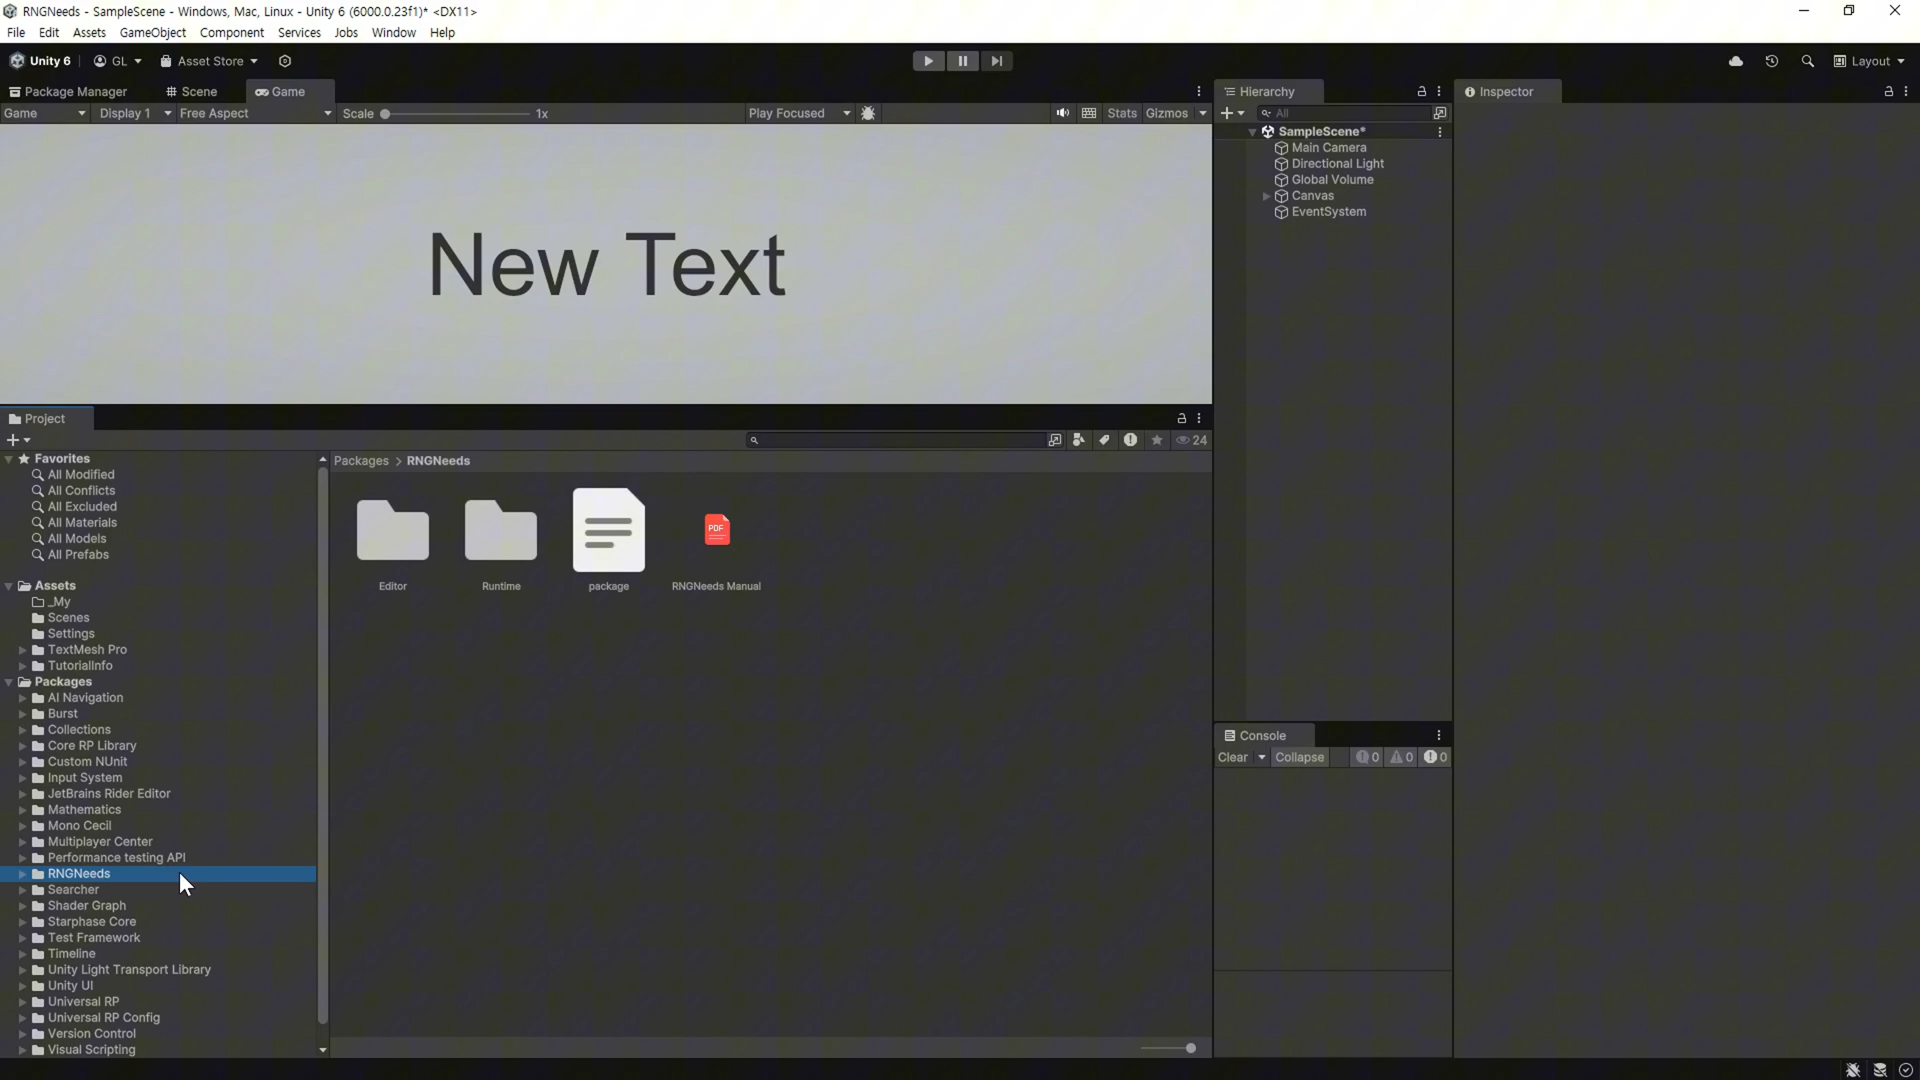 RNGNeeds - SampleScene - Windows, Mac, Linux - Unity 6 (6000.0.23f1)* <DX11>
File Edit Assets GameObject Component Services Jobs Window Help
Unity 6 GL Asset Store Layout
Package Manager Scene Game
Game Display 1 Free Aspect Scale 1x Play Focused Stats Gizmos
New Text
Project
24
Favorites
All Modified
All Conflicts
All Excluded
All Materials
All Models
All Prefabs
Assets
_My
Scenes
Settings
TextMesh Pro
TutorialInfo
Packages
AI Navigation
Burst
Collections
Core RP Library
Custom NUnit
Input System
JetBrains Rider Editor
Mathematics
Mono Cecil
Multiplayer Center
Performance testing API
RNGNeeds
Searcher
Shader Graph
Starphase Core
Test Framework
Timeline
Unity Light Transport Library
Unity UI
Universal RP
Universal RP Config
Version Control
Visual Scripting
Packages > RNGNeeds
PDF
Editor Runtime package RNGNeeds Manual
Hierarchy
All
SampleScene*
Main Camera
Directional Light
Global Volume
Canvas
EventSystem
Console
Clear Collapse 0 0 0
Inspector